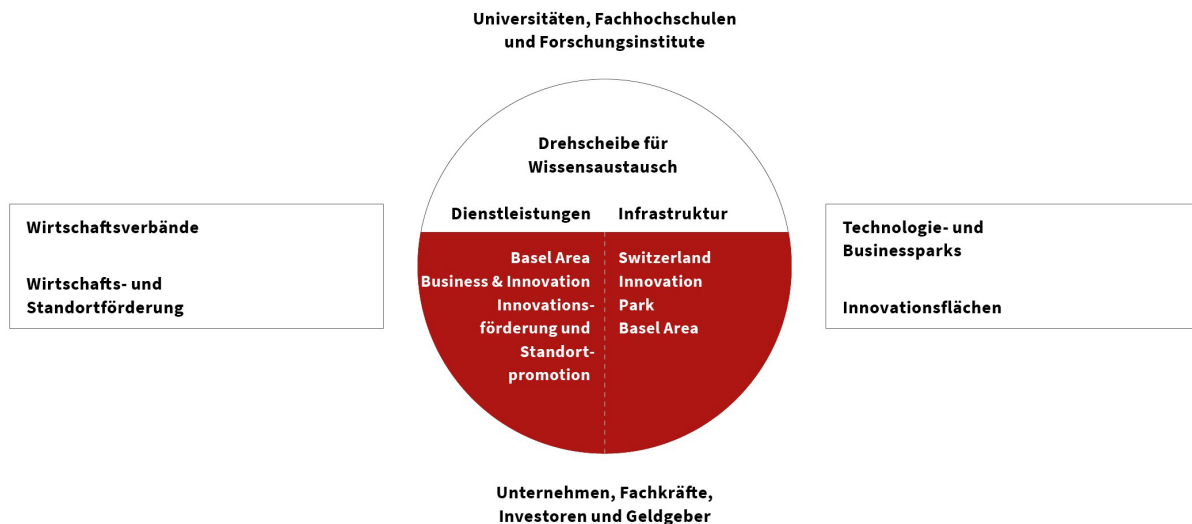 Universitäten, Fachhochschulen
und Forschungsinstitute
Drehscheibe für
Wissensaustausch
Dienstleistungen
Infrastruktur
Wirtschaftsverbände
Wirtschafts- und
Standortförderung
Basel Area
Business & Innovation
Innovations-
förderung und
Standort-
promotion
Switzerland
Innovation
Park
Basel Area
Technologie- und
Businessparks
Innovationsflächen
Unternehmen, Fachkräfte,
Investoren und Geldgeber